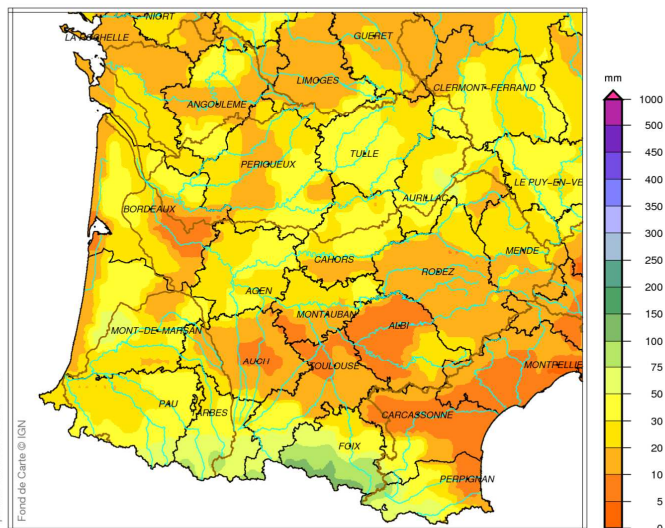 NIORT
LA ROCHELLE
GUERET
LIMOGES
CLERMONT-FERRAND
ANGOULEME
TULLE
PERIGUEUX
LE PUY-EN-VE
AURILLAC
BORDEAUX
MENDE
CAHORS
RODEZ
AGEN
MONTAUBAN
ALBI
MONT-DE-MARSAN
AUCH
TOULOUSE
MONTPELLIE
PAU
TARBES
CARCASSONNE
FOIX
PERPIGNAN
Fond de Carte © IGN
mm
1000
500
450
400
350
300
250
200
150
100
75
50
30
20
10
5
0